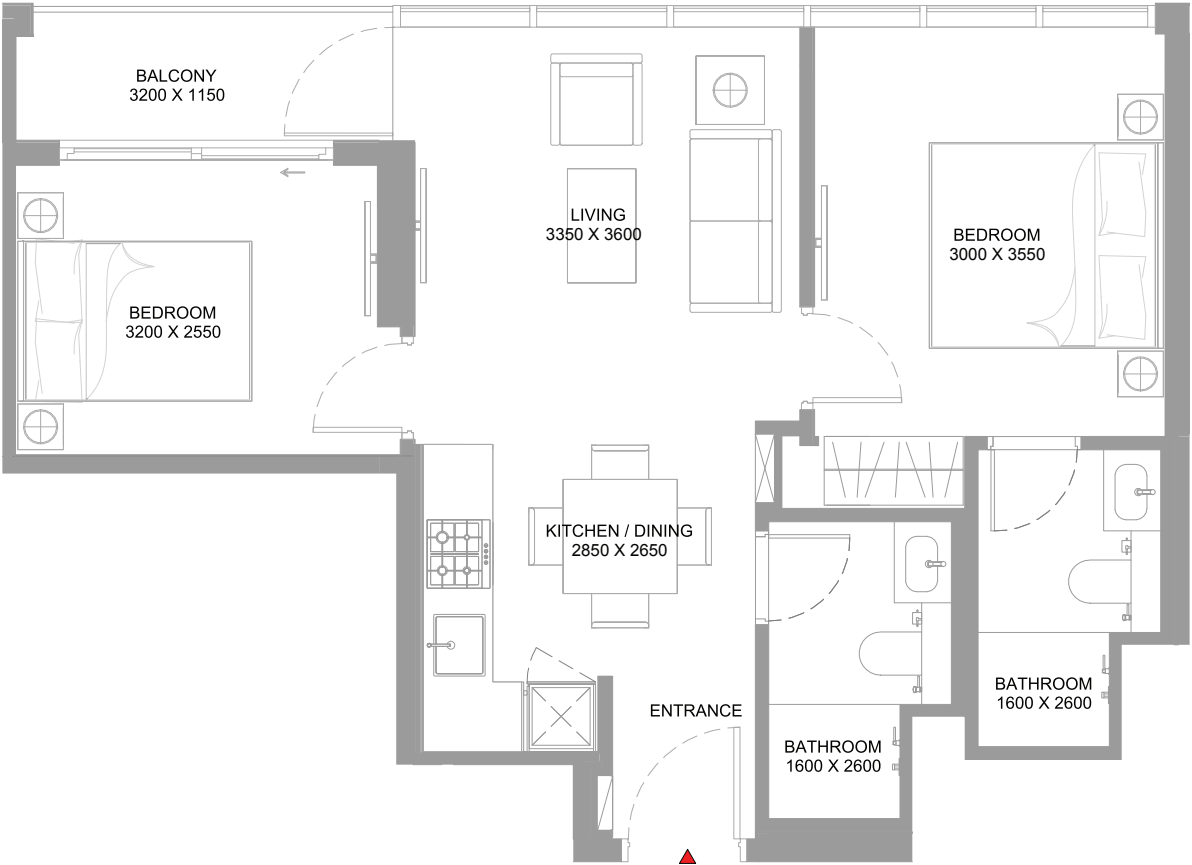 BALCONY
3200 X 1150
LIVING
3350 X 3600
BEDROOM
3000 X 3550
BEDROOM
3200 X 2550
KITCHEN / DINING
2850 X 2650
ENTRANCE
BATHROOM
1600 X 2600
BATHROOM
1600 X 2600